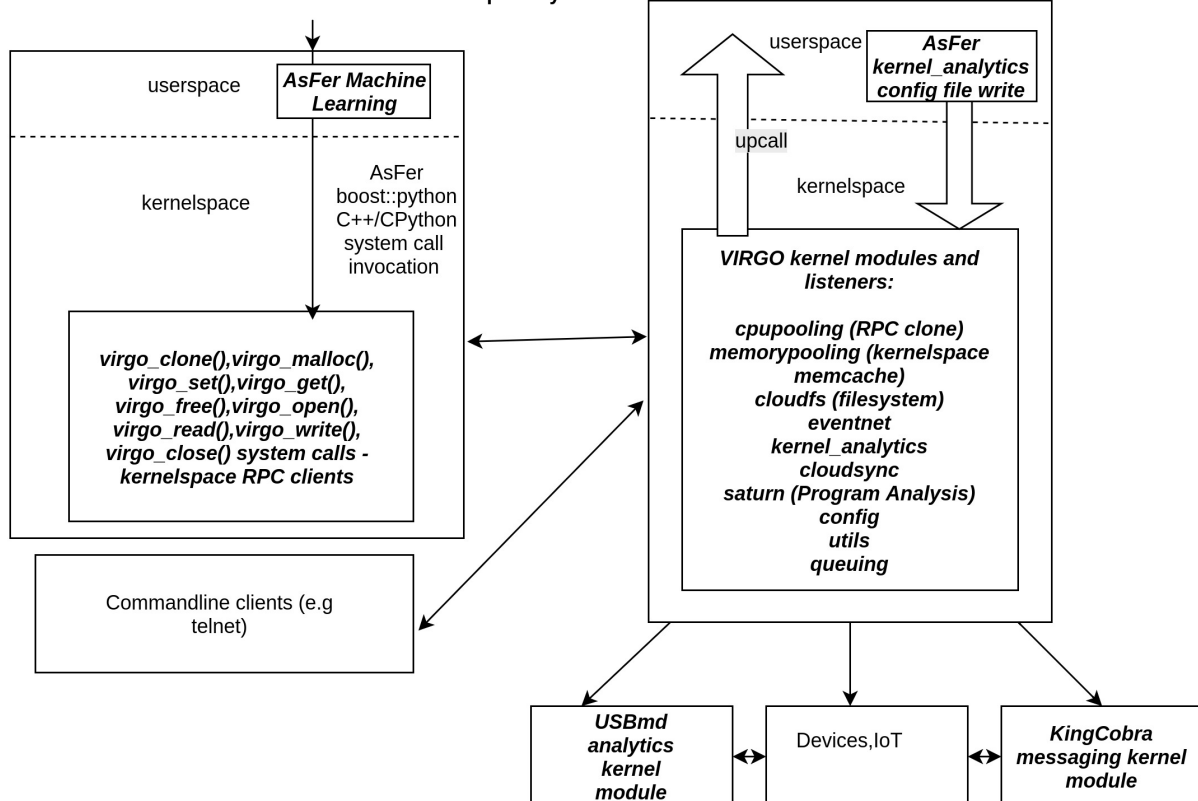 userspace
AsFer Machine
Learning
kernelspace
AsFer
boost::python
C++/CPython
system call
invocation
virgo_clone(),virgo_malloc(),
virgo_set(),virgo_get(),
virgo_free(),virgo_open(),
virgo_read(),virgo_write(),
virgo_close() system calls -
kernelspace RPC clients
Commandline clients (e.g
telnet)
userspace
AsFer
kernel_analytics
config file write
upcall
kernelspace
VIRGO kernel modules and
listeners:
cpupooling (RPC clone)
memorypooling (kernelspace
memcache)
cloudfs (filesystem)
eventnet
kernel_analytics
cloudsync
saturn (Program Analysis)
config
utils
queuing
USBmd
analytics
kernel
module
Devices,IoT
KingCobra
messaging kernel
module